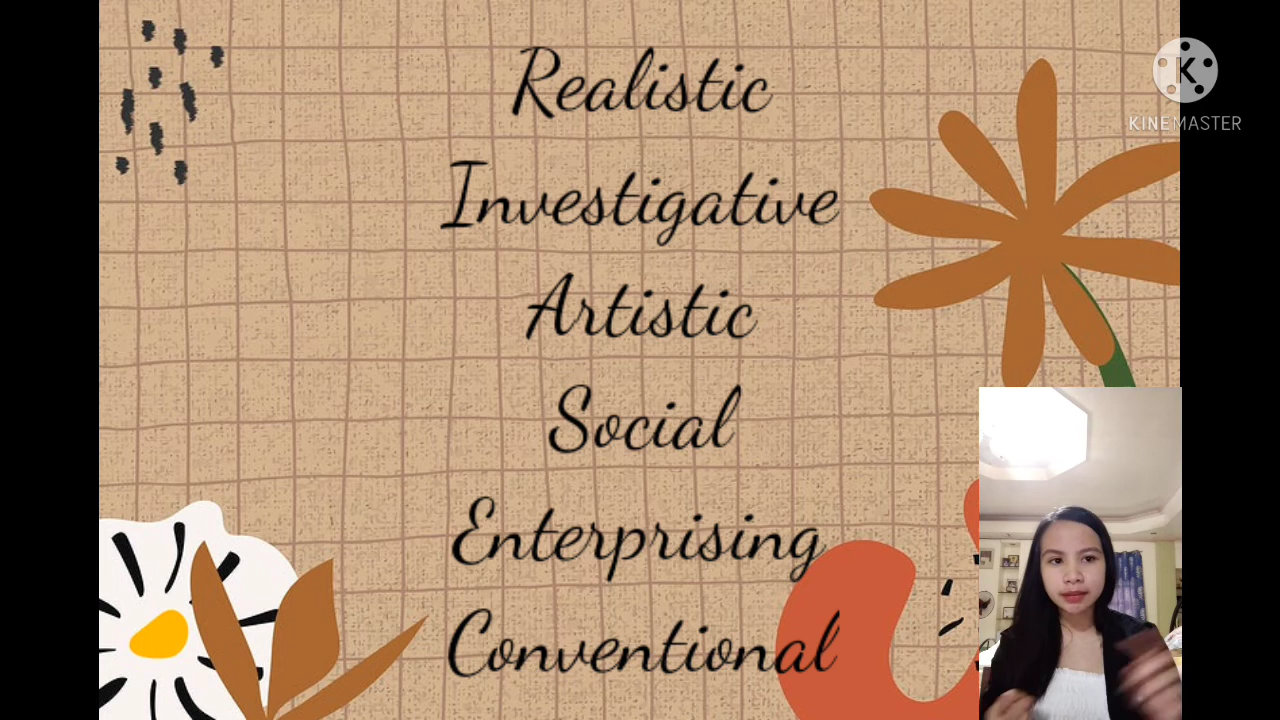 Realistic
Investigative
Artistic
Social
Enterprising
Conventional
K
KINEMASTER